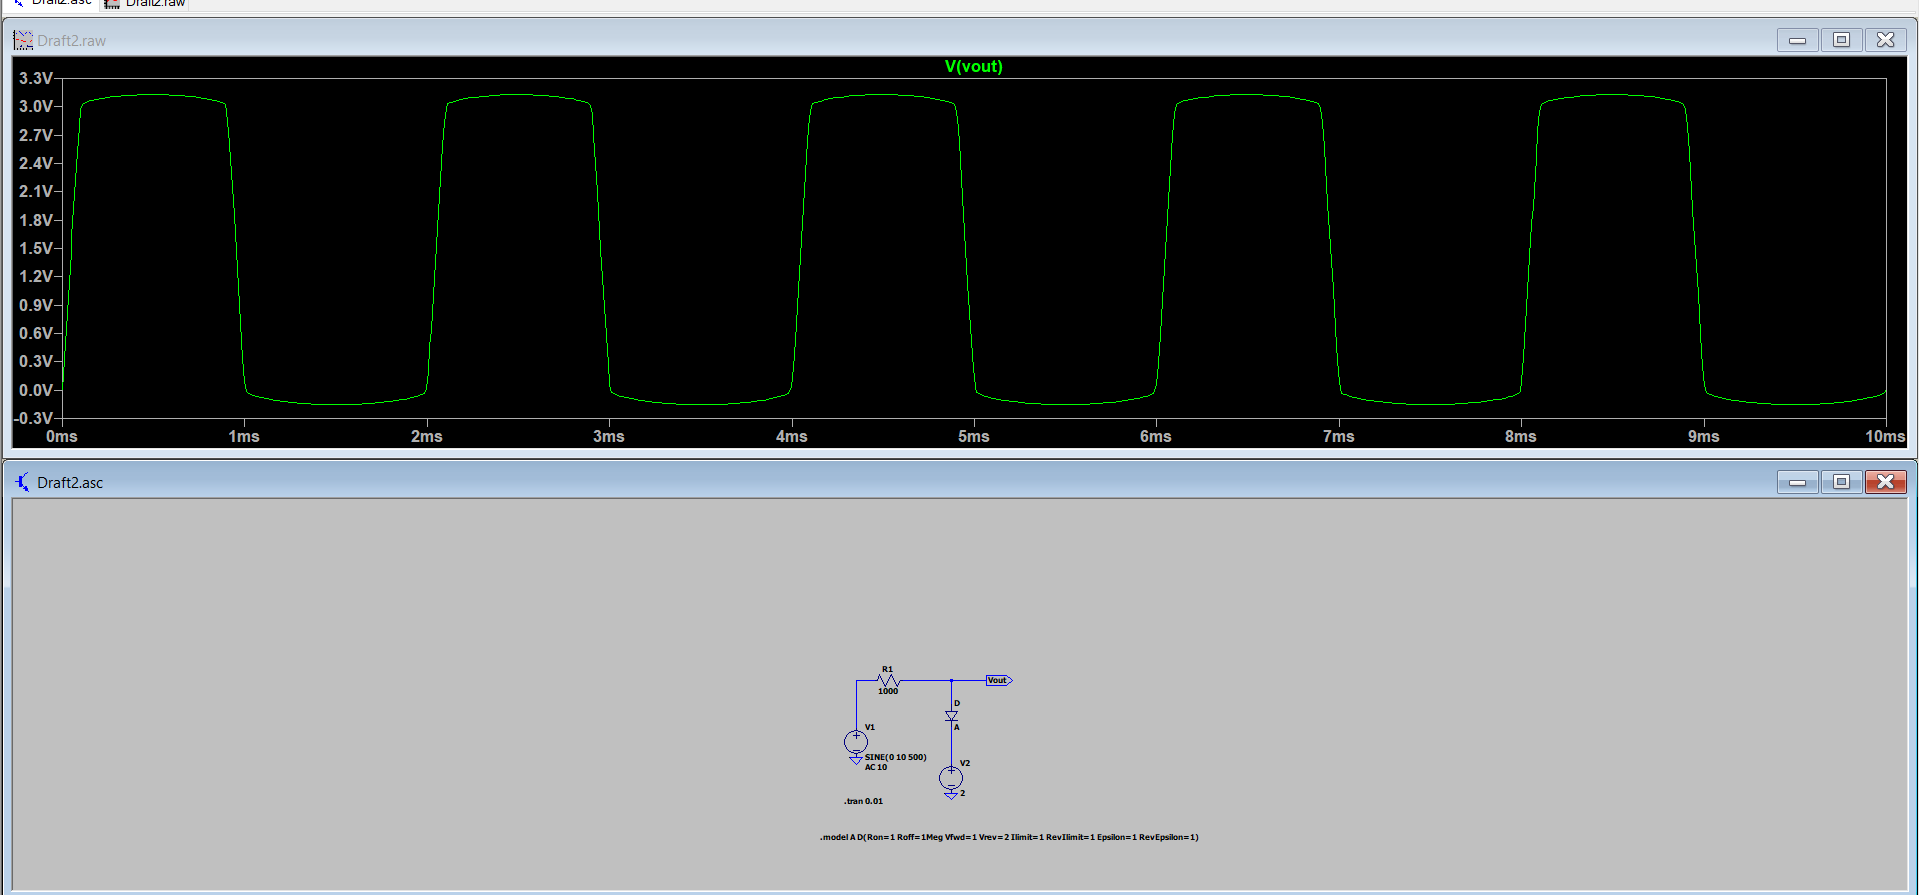 Draft2.asc Draft2.raw
Draft2.raw
V(vout)
3.3V
3.0V
2.7V
2.4V
2.1V
1.8V
1.5V
1.2V
0.9V
0.6V
0.3V
0.0V
-0.3V
0ms 1ms 2ms 3ms 4ms 5ms 6ms 7ms 8ms 9ms 10ms
Draft2.asc
R1
1000
Vout
D
A
V1
SINE(0 10 500)
AC 10
V2
2
.tran 0.01
.model A D(Ron=1 Roff=1Meg Vfwd=1 Vrev=2 Ilimit=1 RevIlimit=1 Epsilon=1 RevEpsilon=1)